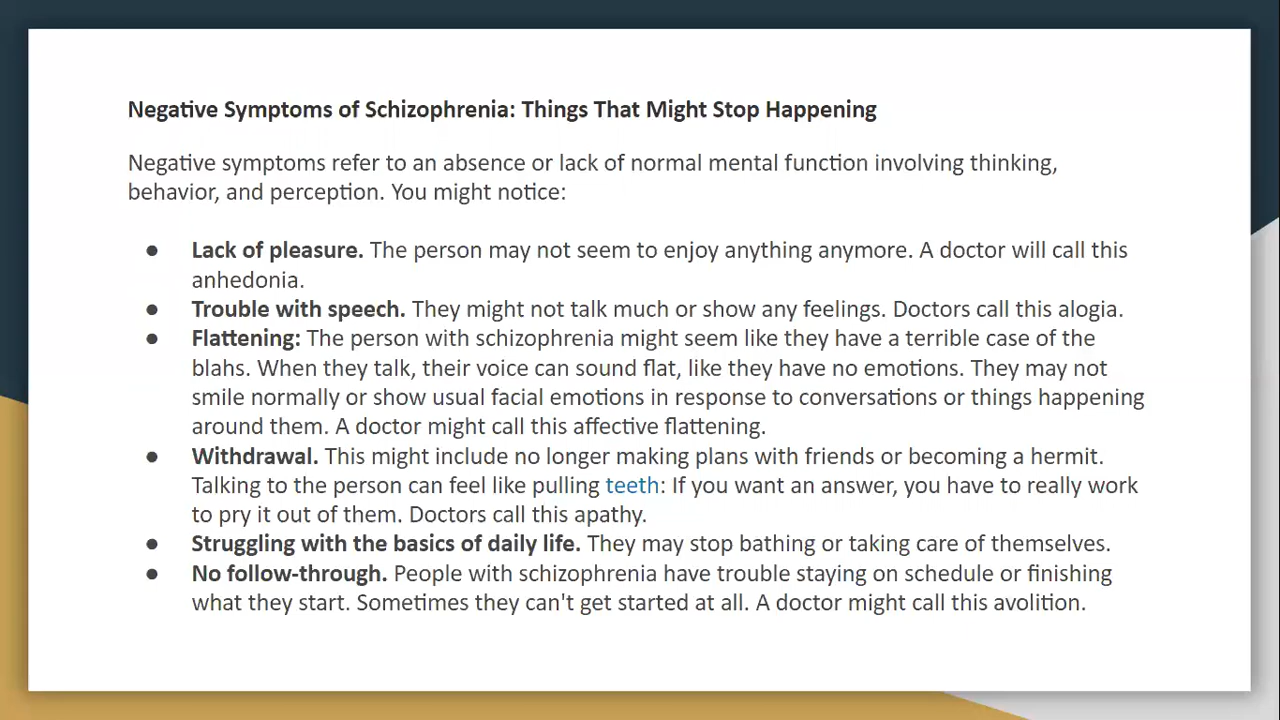 Negative Symptoms of Schizophrenia: Things That Might Stop Happening
Negative symptoms refer to an absence or lack of normal mental function involving thinking,
behavior, and perception. You might notice:
● Lack of pleasure. The person may not seem to enjoy anything anymore. A doctor will call this
anhedonia.
● Trouble with speech. They might not talk much or show any feelings. Doctors call this alogia.
● Flattening: The person with schizophrenia might seem like they have a terrible case of the
blahs. When they talk, their voice can sound flat, like they have no emotions. They may not
smile normally or show usual facial emotions in response to conversations or things happening
around them. A doctor might call this affective flattening.
● Withdrawal. This might include no longer making plans with friends or becoming a hermit.
Talking to the person can feel like pulling teeth: If you want an answer, you have to really work
to pry it out of them. Doctors call this apathy.
● Struggling with the basics of daily life. They may stop bathing or taking care of themselves.
● No follow-through. People with schizophrenia have trouble staying on schedule or finishing
what they start. Sometimes they can't get started at all. A doctor might call this avolition.